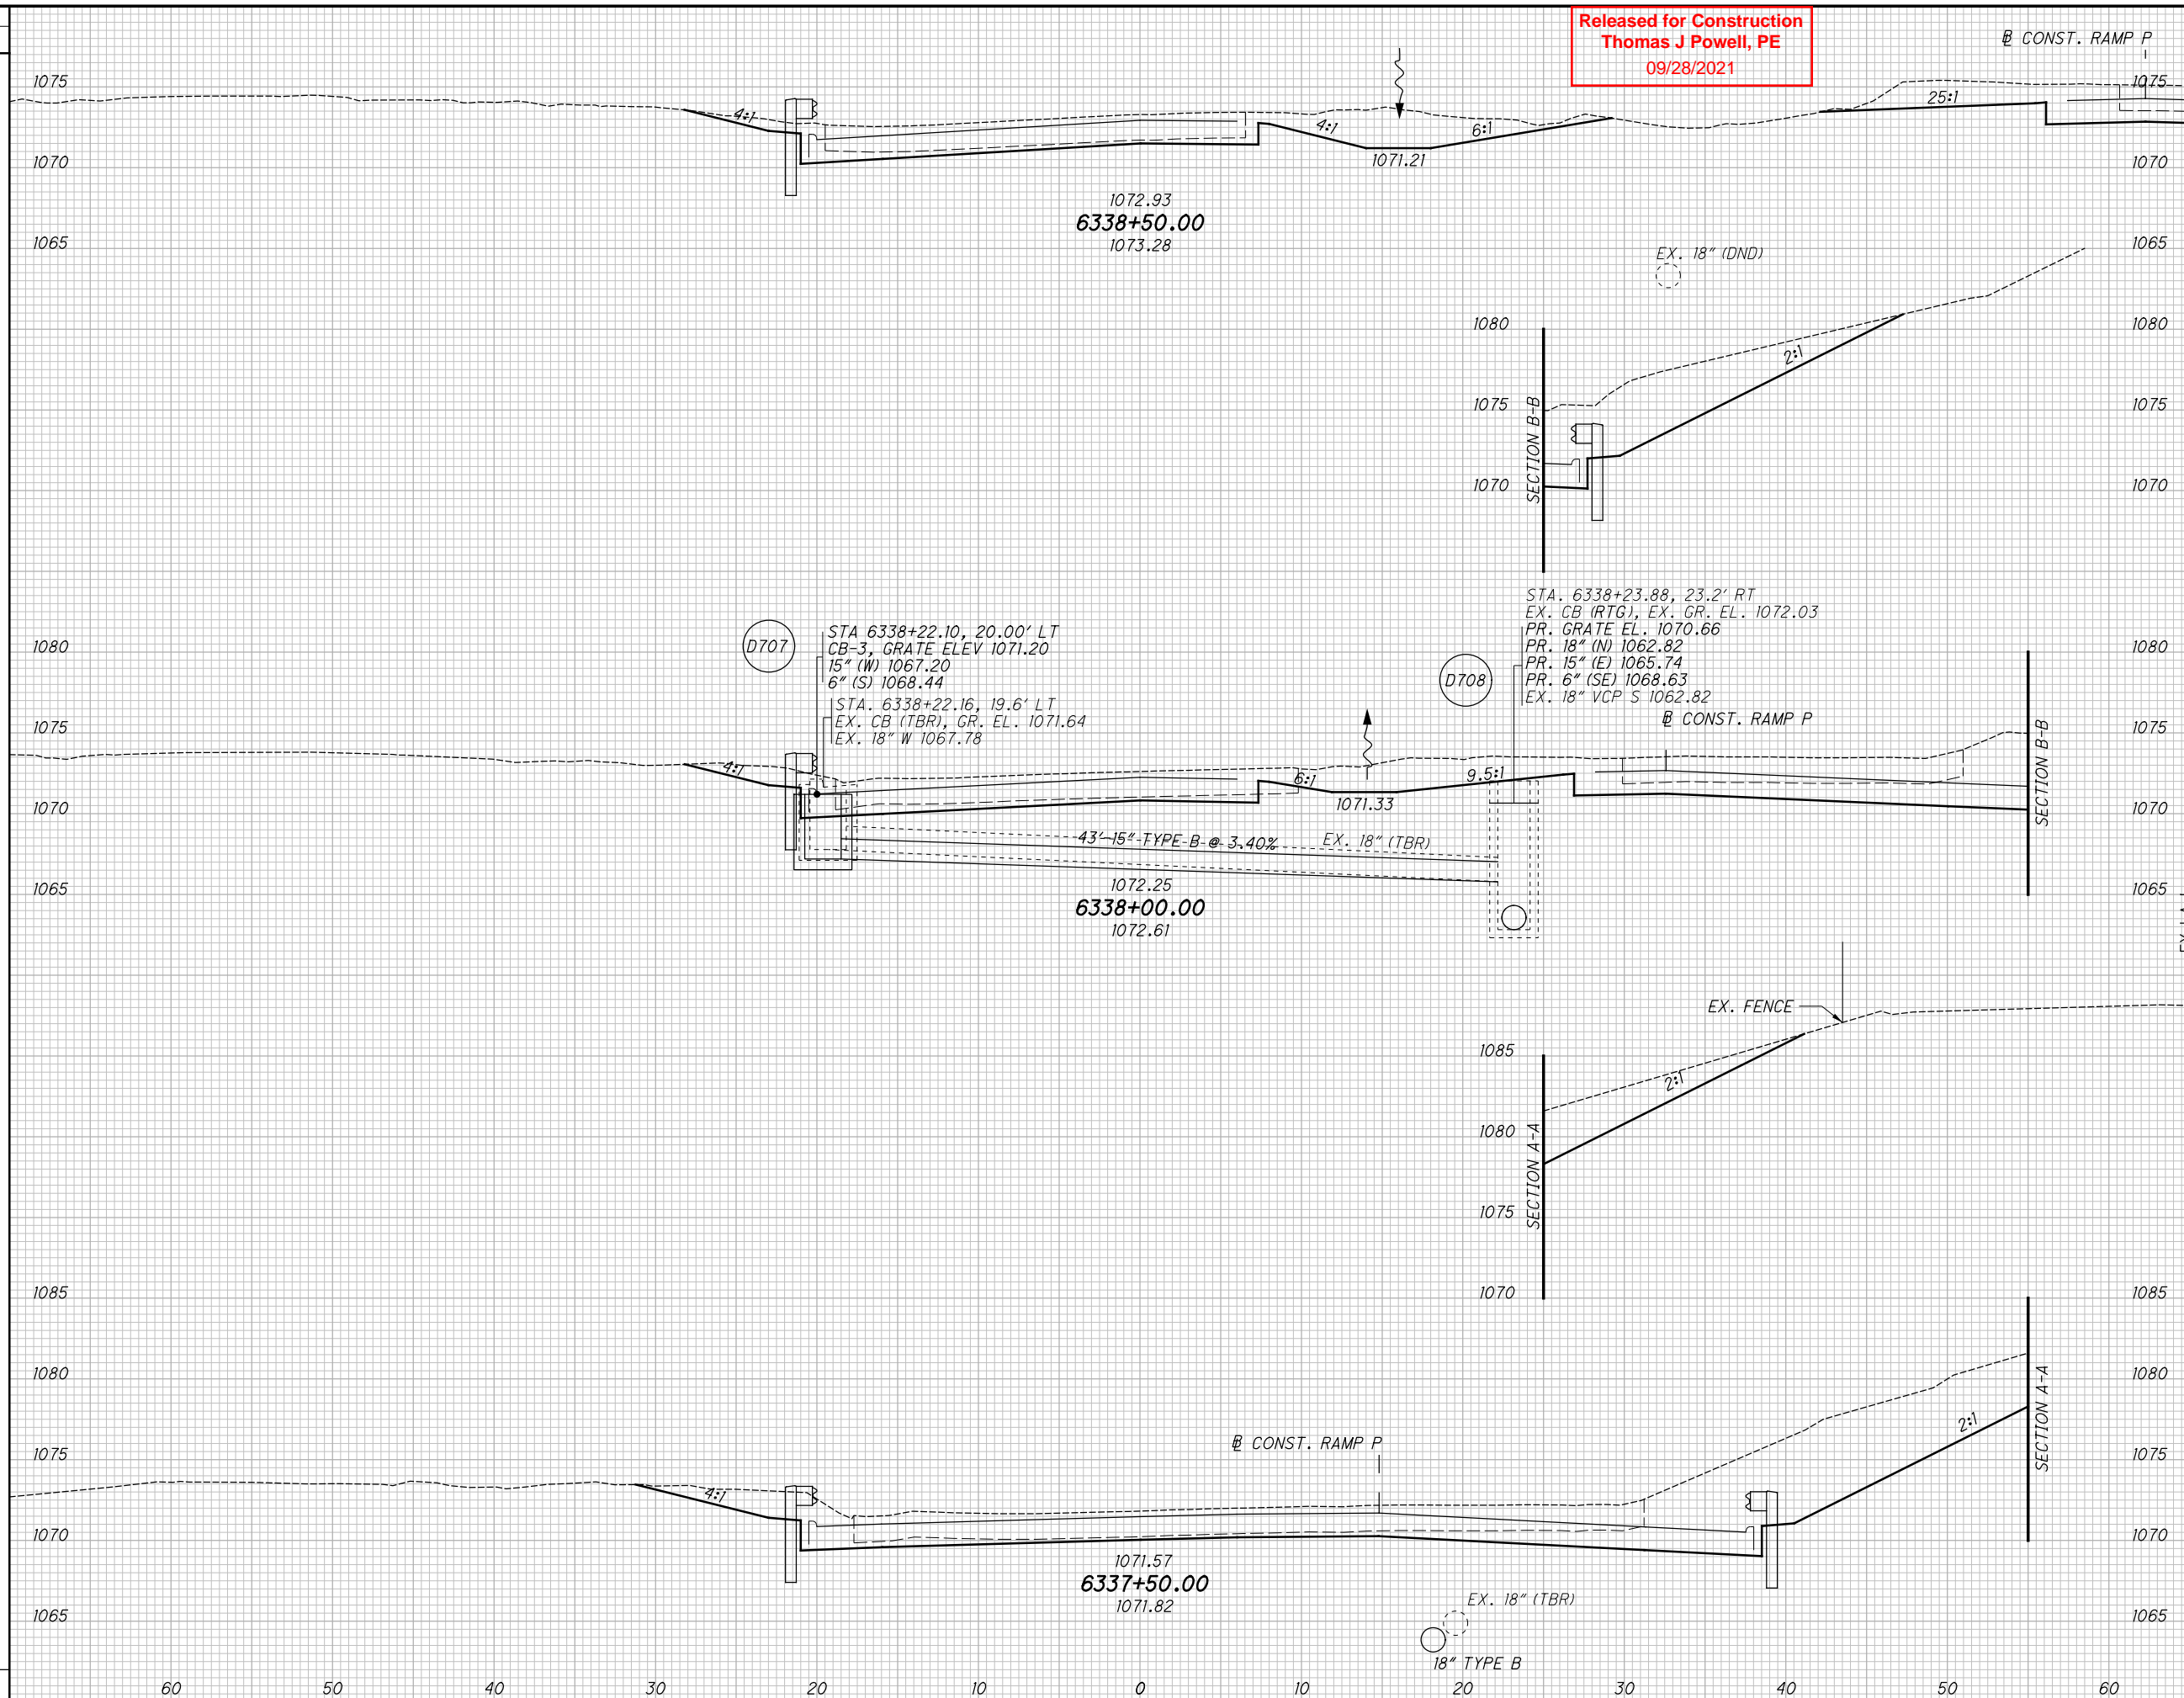 Released for Construction
Thomas J Powell, PE
09/28/2021
CONST. RAMP P
1075
1075
4:1
4:1
6:1
25:1
1070
1071.21
1070
1072.93
6338+50.00
1073.28
1065
1065
EX. 18" (DND)
1080
1080
2:1
1075
1075
SECTION B-B
1070
1070
D707
STA 6338+22.10, 20.00' LT
CB-3, GRATE ELEV 1071.20
15" (W) 1067.20
6" (S) 1068.44
STA. 6338+22.16, 19.6' LT
EX. CB (TBR), GR. EL. 1071.64
EX. 18" W 1067.78
D708
STA. 6338+23.88, 23.2' RT
EX. CB (RTG), EX. GR. EL. 1072.03
PR. GRATE EL. 1070.66
PR. 18" (N) 1062.82
PR. 15" (E) 1065.74
PR. 6" (SE) 1068.63
EX. 18" VCP S 1062.82
CONST. RAMP P
1080
1080
1075
1075
SECTION B-B
4:1
6:1
9.5:1
1070
1071.33
1070
43'-15" TYPE B @ 3.40%
EX. 18" (TBR)
1065
1065
1072.25
6338+00.00
1072.61
EX. FENCE
1085
2:1
1080
SECTION A-A
1075
1070
1085
1085
1080
1080
SECTION A-A
2:1
CONST. RAMP P
1075
1075
4:1
1070
1070
1071.57
6337+50.00
1071.82
EX. 18" (TBR)
1065
1065
18" TYPE B
60 50 40 30 20 0 10 20 30 40 50 60
10